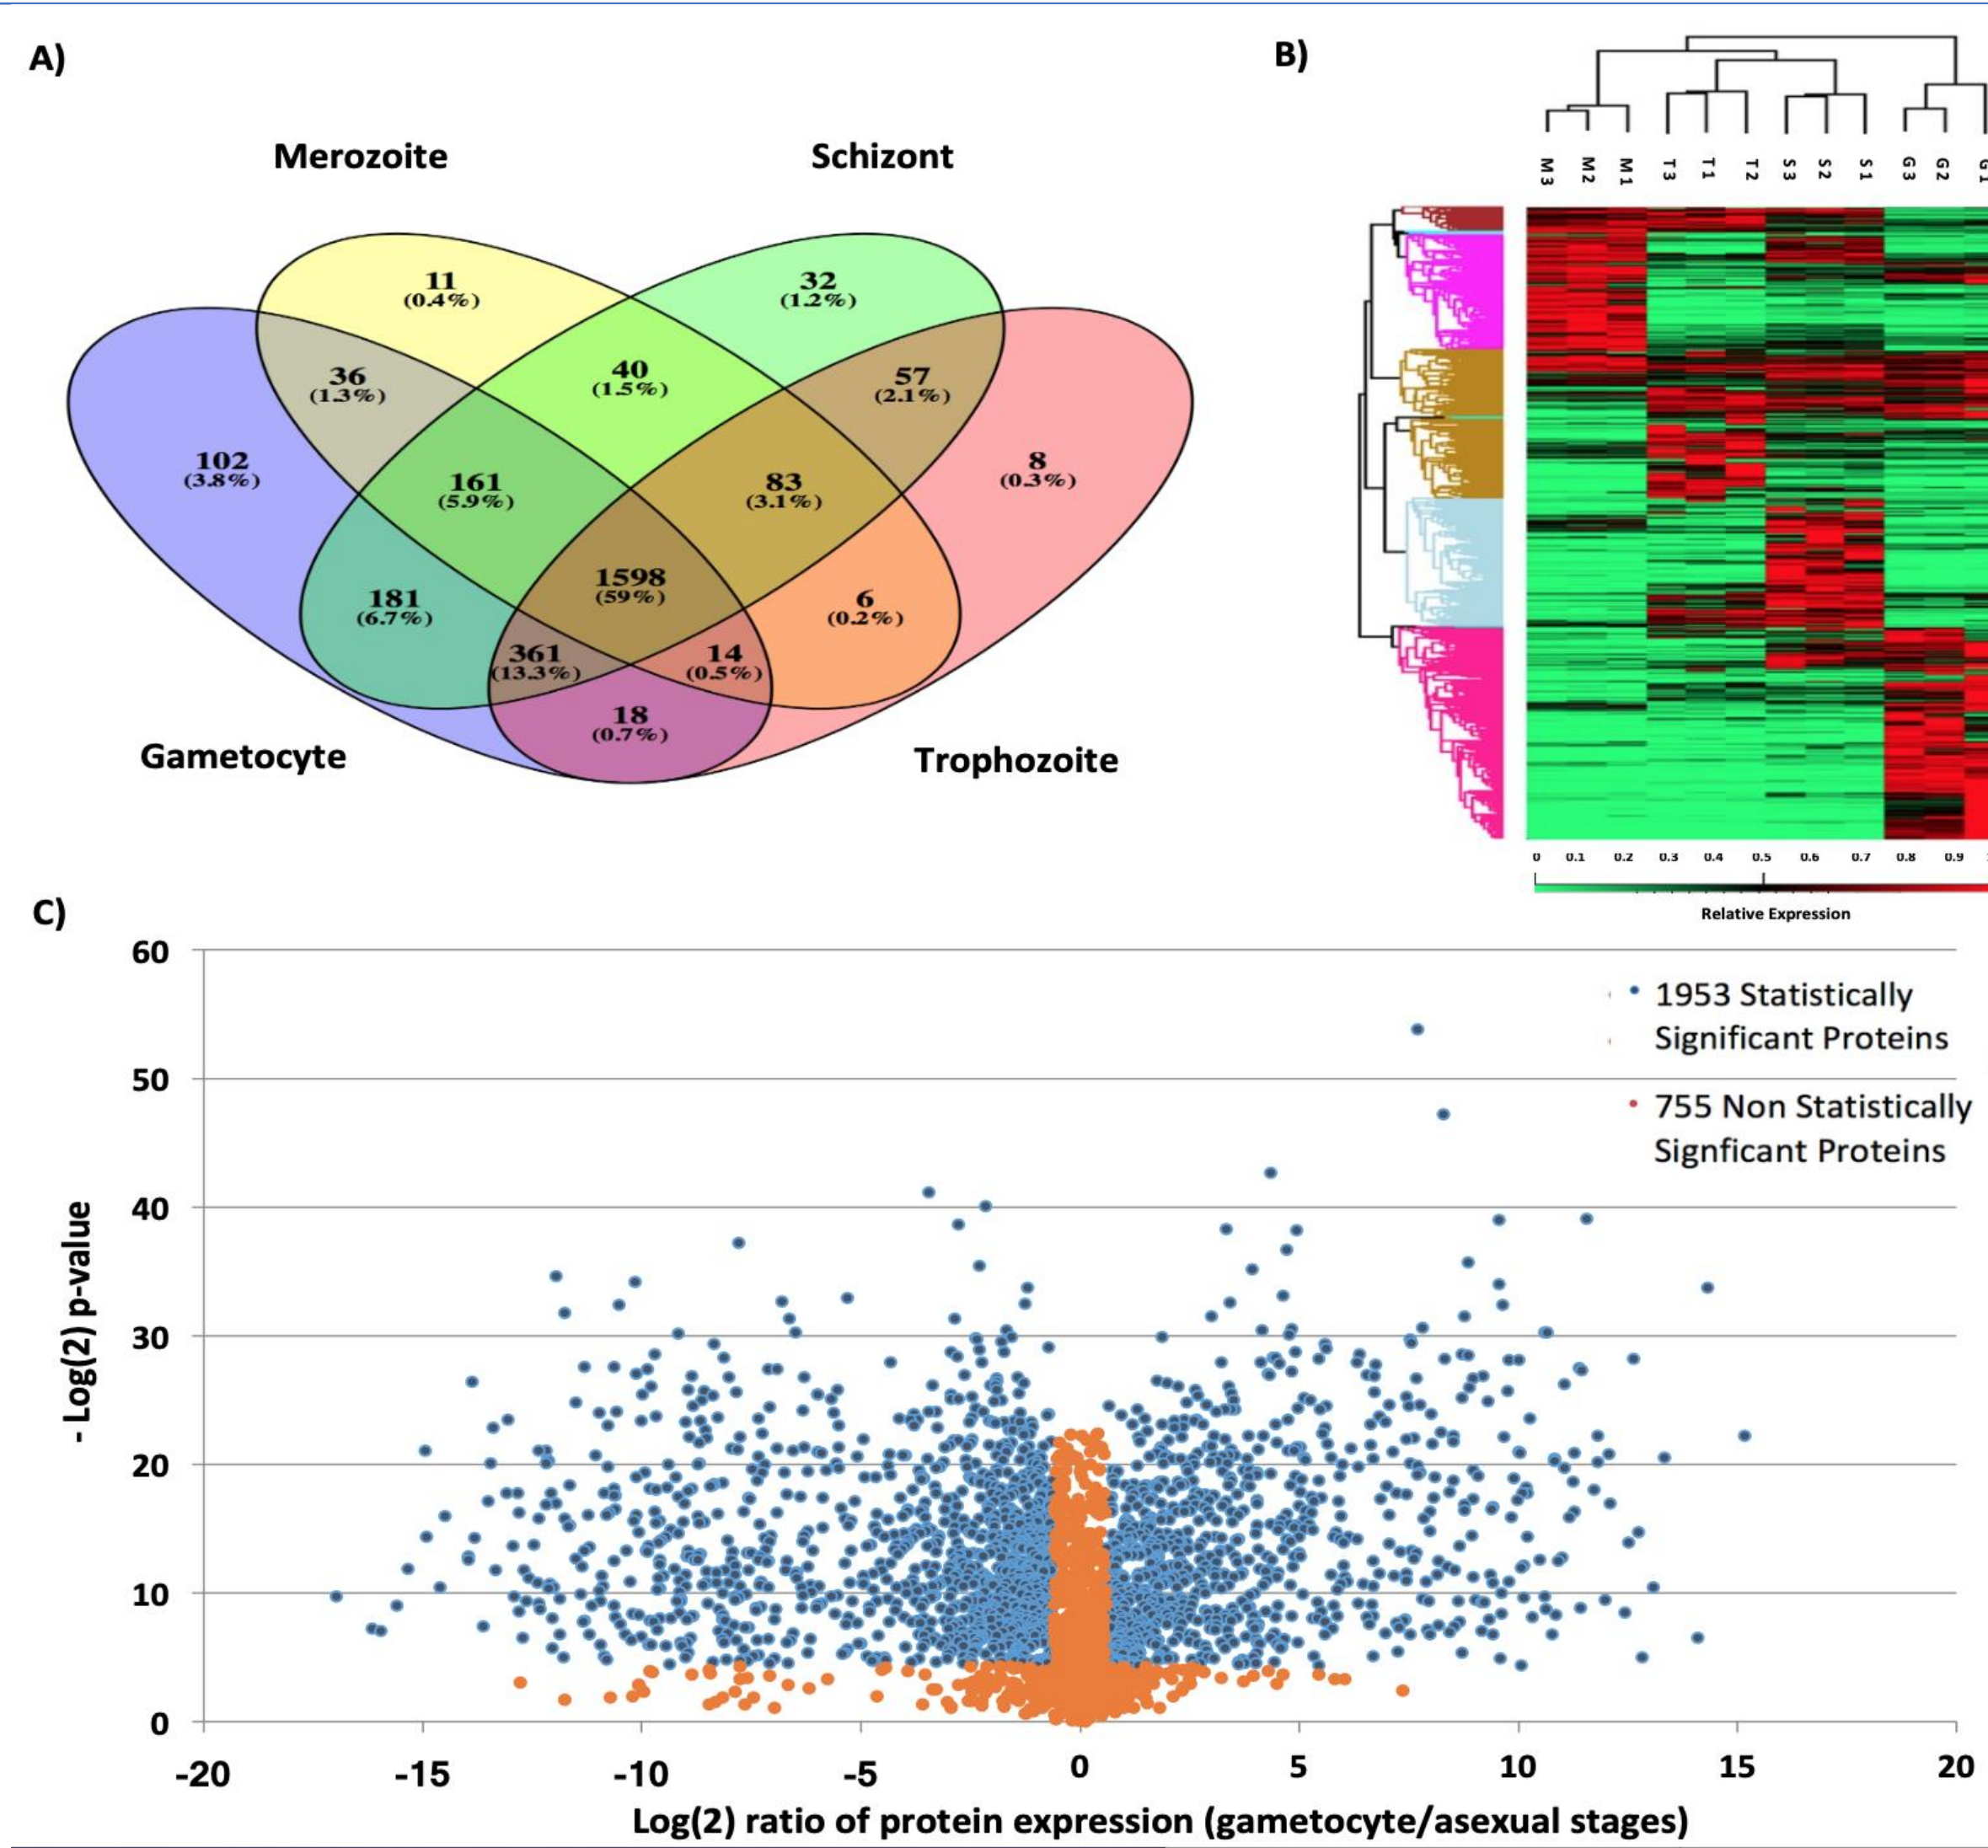 A)
B)
Merozoite
Schizont
11
(0.4%)
32
(1.2%)
36
(1.3%)
40
(1.5%)
57
(2.1%)
102
(3.8%)
161
(5.9%)
83
(3.1%)
8
(0.3%)
181
(6.7%)
1598
(59%)
6
(0.2%)
361
(13.3%)
14
(0.5%)
18
(0.7%)
Gametocyte
Trophozoite
M3 M2 M1 T3 T1 T2 S3 S2 S1 G3 G2 G1
0 0.1 0.2 0.3 0.4 0.5 0.6 0.7 0.8 0.9
Relative Expression
C)
60
50
40
30
20
10
0
- Log(2) p-value
1953 Statistically
Significant Proteins
755 Non Statistically
Signficant Proteins
-20 -15 -10 -5 0 5 10 15 20
Log(2) ratio of protein expression (gametocyte/asexual stages)